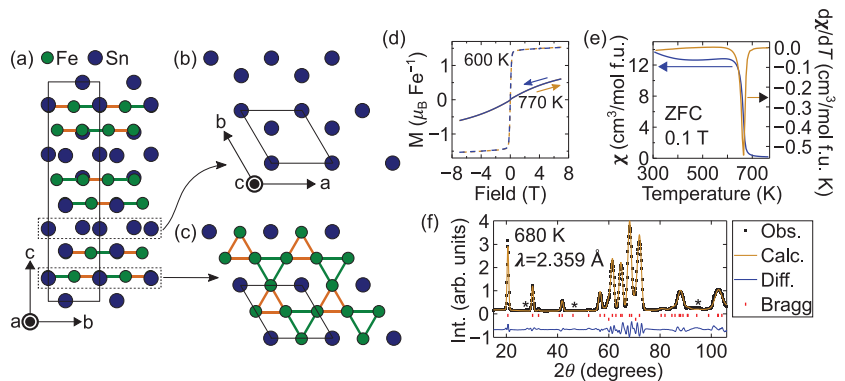 (a) Fe Sn
c
a b
(b)
b
c a
(c)
(d)
M (μB Fe⁻¹)
1
0
−1
600 K
770 K
−8 −4 0 4 8
Field (T)
(e)
χ (cm³/mol f.u.)
12
8
4
0
ZFC
0.1 T
300 500 700
Temperature (K)
0.0
−0.1
−0.2
−0.3
−0.4
−0.5
dχ/dT (cm³/mol f.u. K)
(f)
Int. (arb. units)
4
3
2
1
0
−1
680 K
λ=2.359 Å
* * *
20 40 60 80 100
2θ (degrees)
Obs.
Calc.
Diff.
Bragg